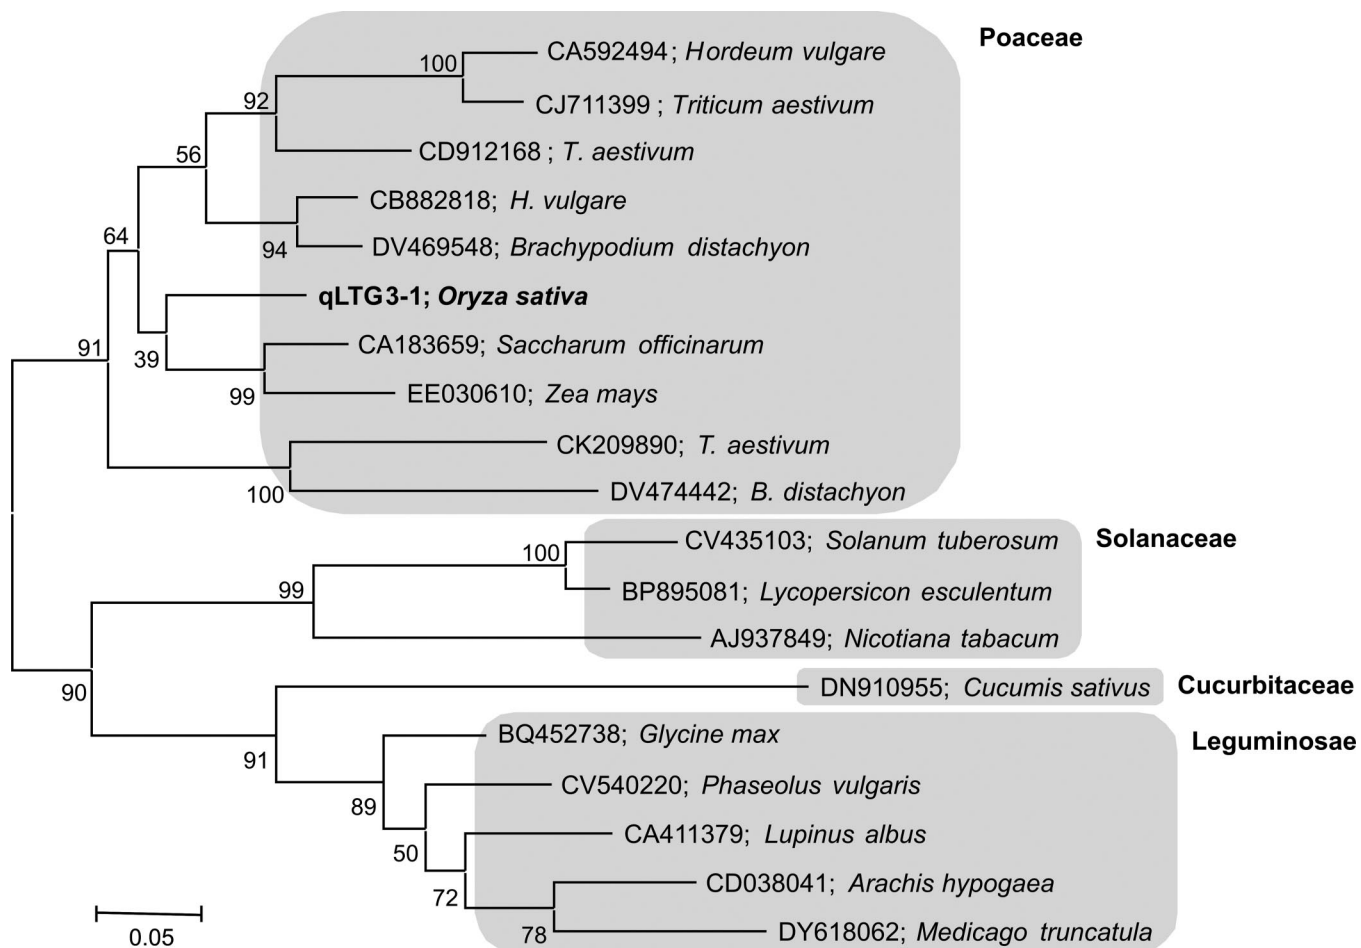 Poaceae
100
CA592494; Hordeum vulgare
92
CJ711399 ; Triticum aestivum
56
CD912168 ; T. aestivum
CB882818; H. vulgare
64
94
DV469548; Brachypodium distachyon
qLTG3-1; Oryza sativa
91
39
CA183659; Saccharum officinarum
99
EE030610; Zea mays
CK209890; T. aestivum
100
DV474442; B. distachyon
100
CV435103; Solanum tuberosum
Solanaceae
99
BP895081; Lycopersicon esculentum
AJ937849; Nicotiana tabacum
90
DN910955; Cucumis sativus
Cucurbitaceae
91
BQ452738; Glycine max
Leguminosae
89
CV540220; Phaseolus vulgaris
50
CA411379; Lupinus albus
72
CD038041; Arachis hypogaea
78
DY618062; Medicago truncatula
0.05